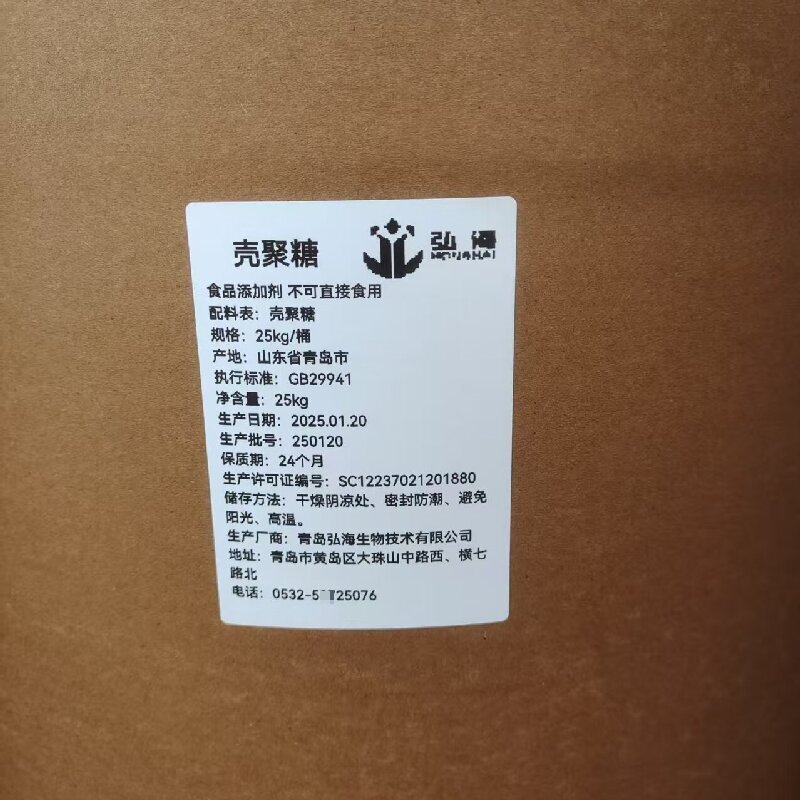 壳聚糖
弘海
HONGHAI
食品添加剂 不可直接食用
配料表：壳聚糖
规格：25kg/桶
产地：山东省青岛市
执行标准：GB29941
净含量：25kg
生产日期：2025.01.20
生产批号：250120
保质期：24个月
生产许可证编号：SC12237021201880
储存方法：干燥阴凉处、密封防潮、避免
阳光、高温。
生产厂商：青岛弘海生物技术有限公司
地址：青岛市黄岛区大珠山中路西、横七
路北
电话：